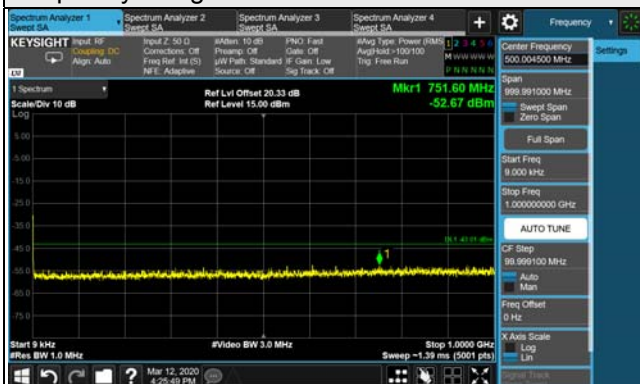 Spectrum Analyzer 1
Swept SA
Spectrum Analyzer 2
Swept SA
Spectrum Analyzer 3
Swept SA
Spectrum Analyzer 4
Swept SA
Frequency
KEYSIGHT
Input: RF
Coupling: DC
Align: Auto
Input Z: 50 Ω
Corrections: Off
Freq Ref: Int (S)
NFE: Adaptive
#Atten: 10 dB
Preamp: Off
µW Path: Standard
Source: Off
PNO: Fast
Gate: Off
IF Gain: Low
Sig Track: Off
#Avg Type: Power (RMS)
Avg|Hold:>100/100
Trig: Free Run
1 2 3 4 5 6
M W W W W W
P N N N N N
1 Spectrum
Scale/Div 10 dB
Log
Ref Lvl Offset 20.33 dB
Ref Level 15.00 dBm
Mkr1 751.60 MHz
-52.67 dBm
5.00
-5.00
-15.0
-25.0
-35.0
-45.0
-55.0
-65.0
-75.0
1
Start 9 kHz
#Res BW 1.0 MHz
#Video BW 3.0 MHz
Stop 1.0000 GHz
Sweep ~1.39 ms (5001 pts)
Mar 12, 2020
4:25:49 PM
Settings
Center Frequency
500.004500 MHz
Span
999.991000 MHz
Swept Span
Zero Span
Full Span
Start Freq
9.000 kHz
Stop Freq
1.000000000 GHz
AUTO TUNE
CF Step
99.999100 MHz
Auto
Man
Freq Offset
0 Hz
X Axis Scale
Log
Lin
Signal Track